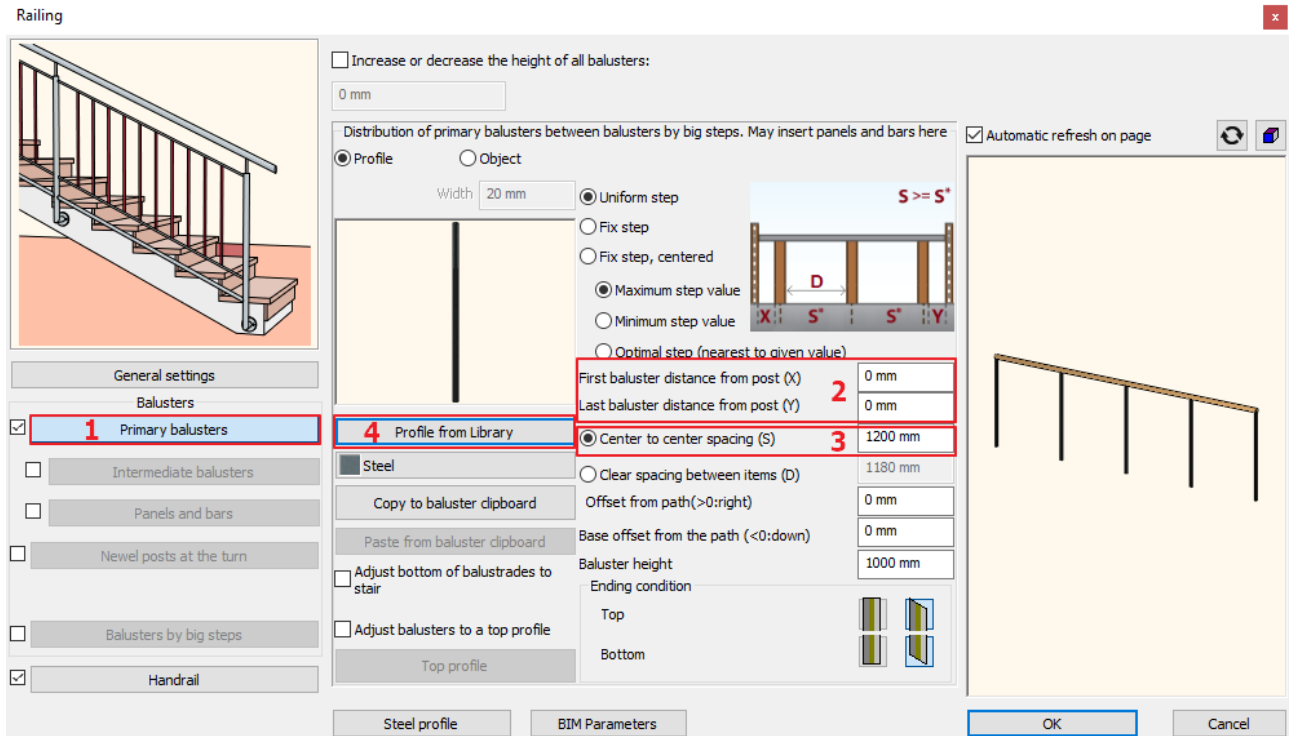 Railing
x
Increase or decrease the height of all balusters:
0 mm
Distribution of primary balusters between balusters by big steps. May insert panels and bars here
Profile
Object
Width
20 mm
Uniform step
Fix step
Fix step, centered
Maximum step value
Minimum step value
Optimal step (nearest to given value)
S >= S*
D
X
S*
S*
Y
First baluster distance from post (X)
0 mm
2
Last baluster distance from post (Y)
0 mm
4
Profile from Library
Center to center spacing (S)
3
1200 mm
Steel
Clear spacing between items (D)
1180 mm
Copy to baluster clipboard
Offset from path(>0:right)
0 mm
Paste from baluster clipboard
Base offset from the path (<0:down)
0 mm
Baluster height
1000 mm
Adjust bottom of balustrades to
stair
Ending condition
Top
Bottom
Adjust balusters to a top profile
Top profile
General settings
Balusters
1
Primary balusters
Intermediate balusters
Panels and bars
Newel posts at the turn
Balusters by big steps
Handrail
Automatic refresh on page
Steel profile
BIM Parameters
OK
Cancel